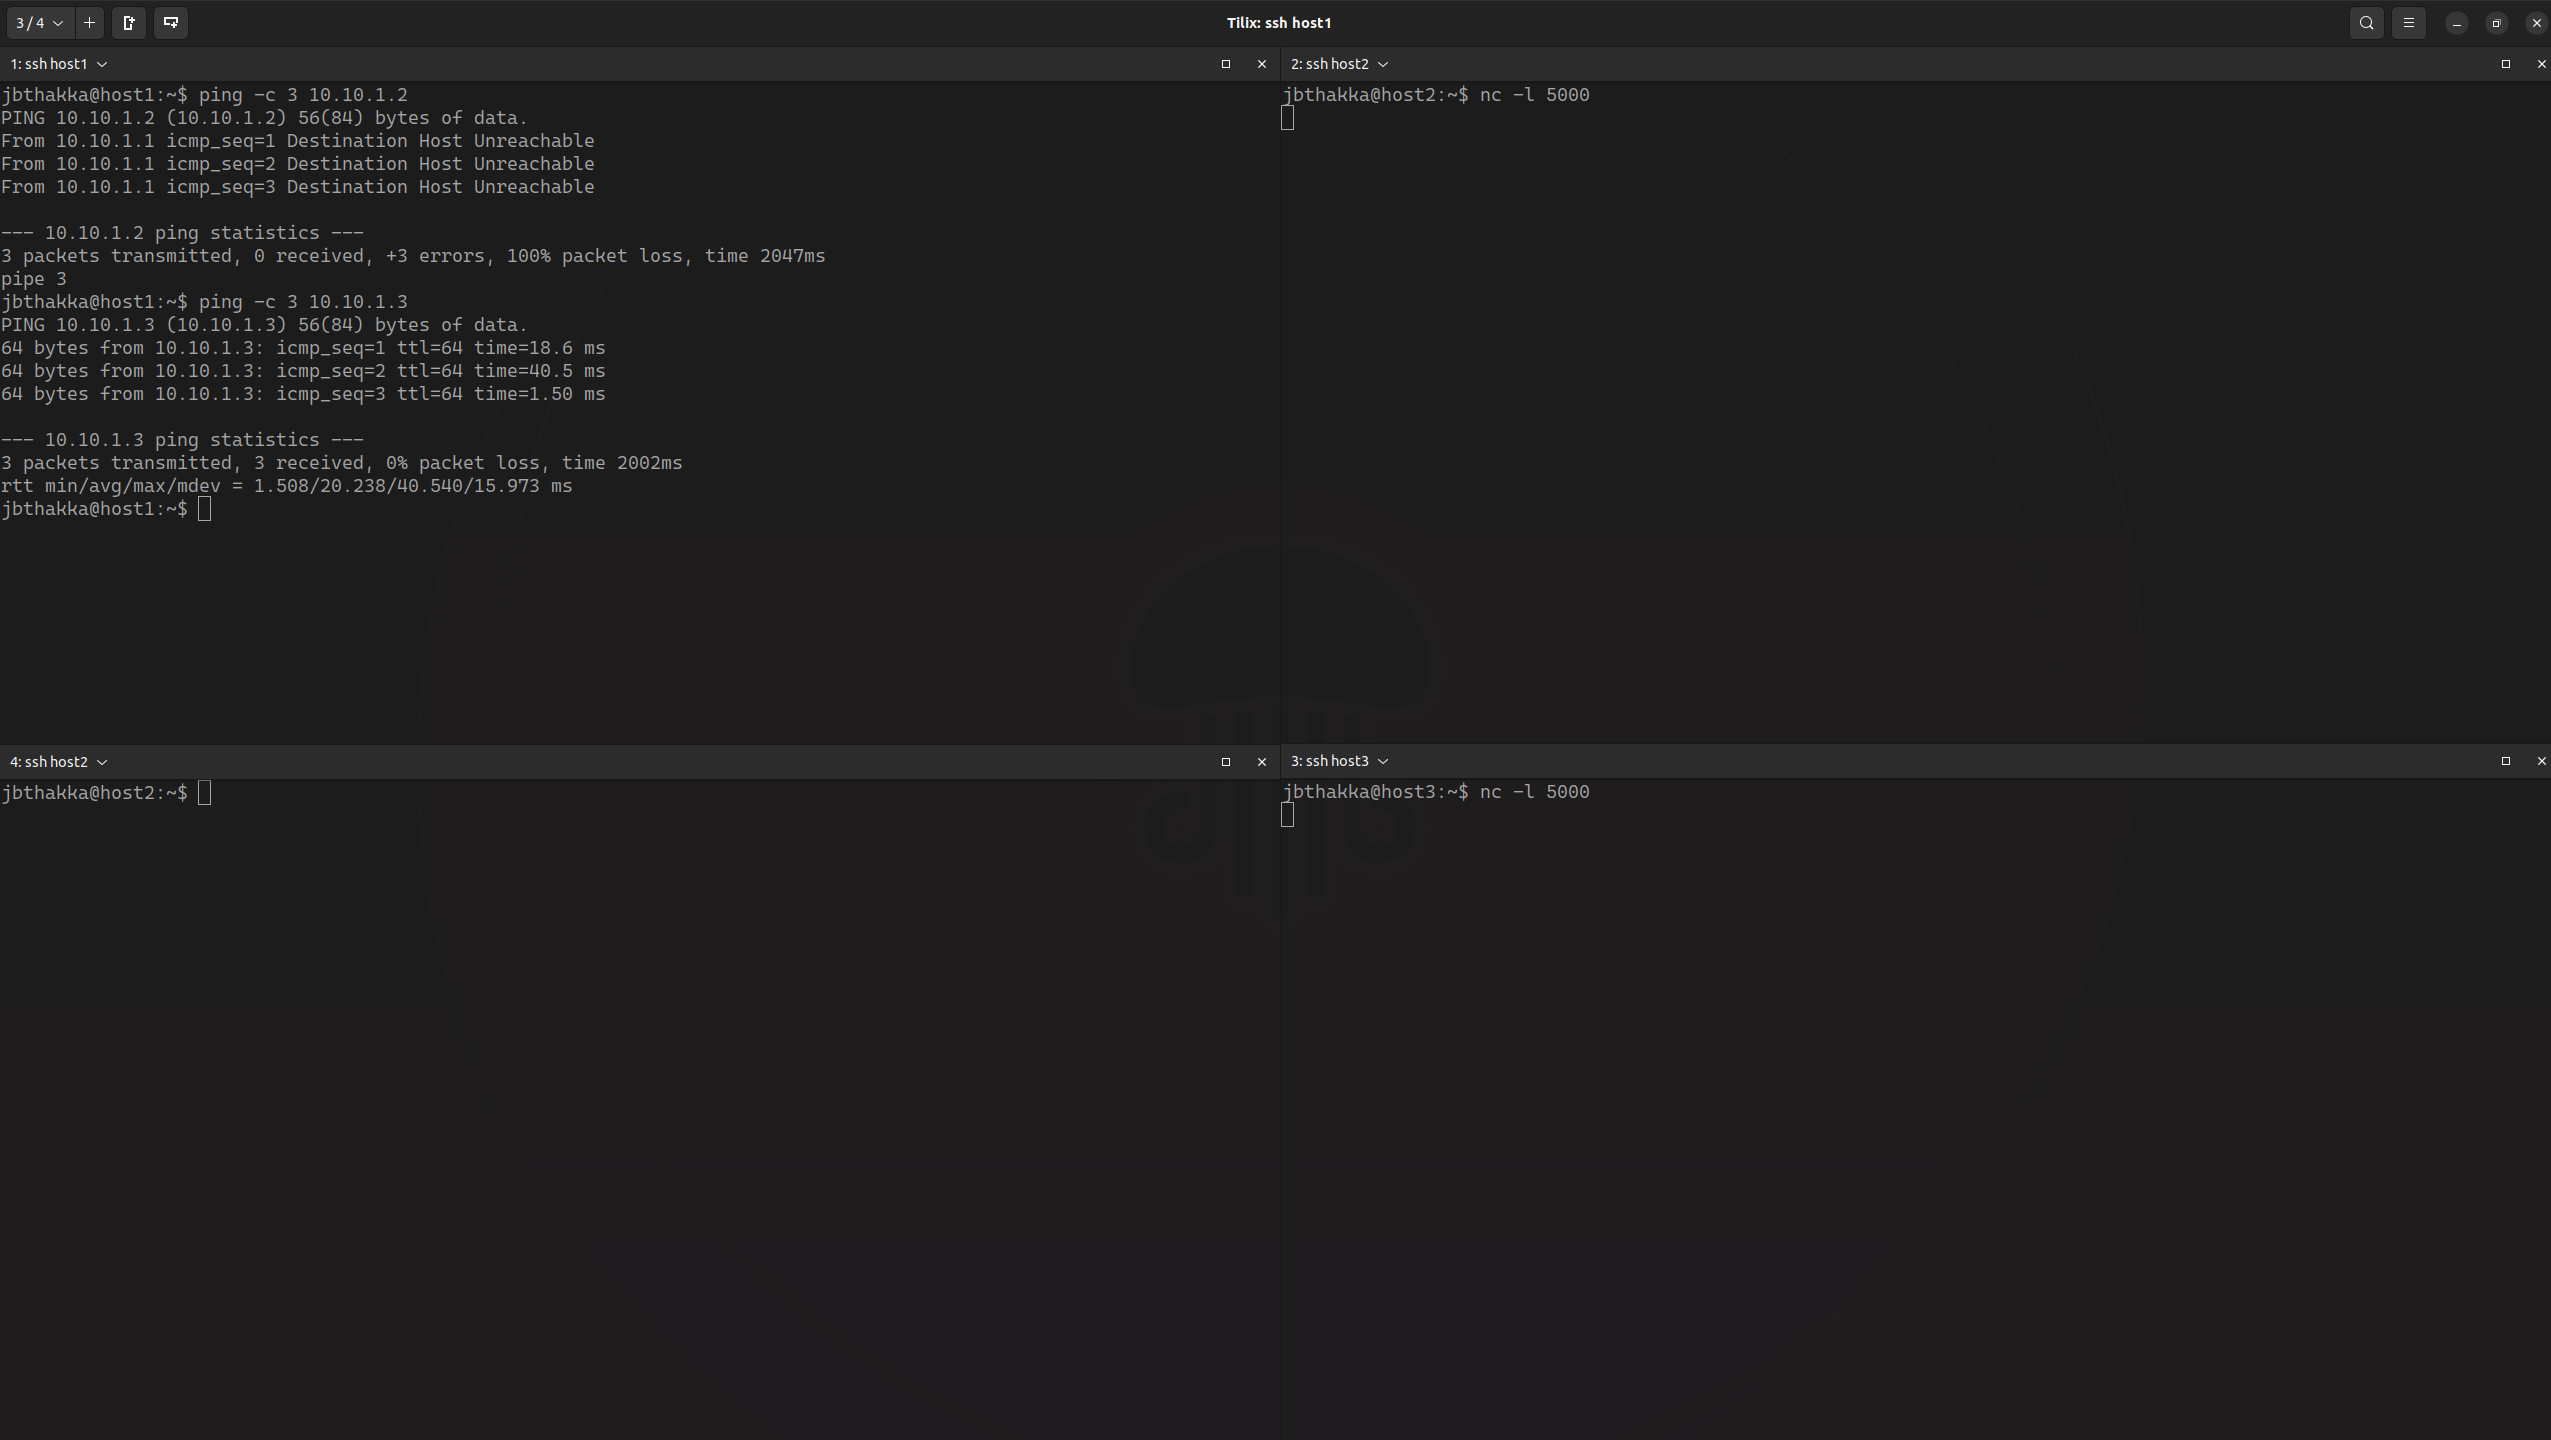 3 / 4
Tilix: ssh host1
1: ssh host1
jbthakka@host1:~$ ping -c 3 10.10.1.2
PING 10.10.1.2 (10.10.1.2) 56(84) bytes of data.
From 10.10.1.1 icmp_seq=1 Destination Host Unreachable
From 10.10.1.1 icmp_seq=2 Destination Host Unreachable
From 10.10.1.1 icmp_seq=3 Destination Host Unreachable
--- 10.10.1.2 ping statistics ---
3 packets transmitted, 0 received, +3 errors, 100% packet loss, time 2047ms
pipe 3
jbthakka@host1:~$ ping -c 3 10.10.1.3
PING 10.10.1.3 (10.10.1.3) 56(84) bytes of data.
64 bytes from 10.10.1.3: icmp_seq=1 ttl=64 time=18.6 ms
64 bytes from 10.10.1.3: icmp_seq=2 ttl=64 time=40.5 ms
64 bytes from 10.10.1.3: icmp_seq=3 ttl=64 time=1.50 ms
--- 10.10.1.3 ping statistics ---
3 packets transmitted, 3 received, 0% packet loss, time 2002ms
rtt min/avg/max/mdev = 1.508/20.238/40.540/15.973 ms
jbthakka@host1:~$
2: ssh host2
jbthakka@host2:~$ nc -l 5000
4: ssh host2
jbthakka@host2:~$
3: ssh host3
jbthakka@host3:~$ nc -l 5000